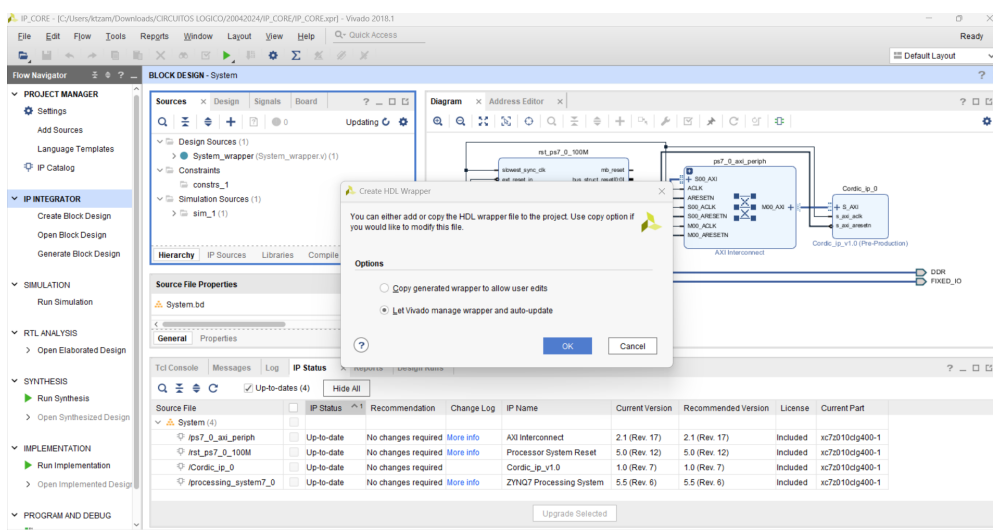 IP_CORE - [C:/Users/ktzam/Downloads/CIRCUITOS LOGICO/20042024/IP_CORE/IP_CORE.xpr] - Vivado 2018.1
File Edit Flow Tools Reports Window Layout View Help Quick Access
Ready
Default Layout
Flow Navigator
PROJECT MANAGER
Settings
Add Sources
Language Templates
IP Catalog
IP INTEGRATOR
Create Block Design
Open Block Design
Generate Block Design
SIMULATION
Run Simulation
RTL ANALYSIS
Open Elaborated Design
SYNTHESIS
Run Synthesis
Open Synthesized Design
IMPLEMENTATION
Run Implementation
Open Implemented Design
PROGRAM AND DEBUG
BLOCK DESIGN - System
Sources Design Signals Board
0 Updating
Design Sources (1)
System_wrapper (System_wrapper.v) (1)
Constraints
constrs_1
Simulation Sources (1)
sim_1 (1)
Hierarchy IP Sources Libraries Compile
Source File Properties
System.bd
General Properties
Diagram Address Editor
rst_ps7_0_100M
slowest_sync_clk mb_reset
ext_reset_in bus_struct_reset[0:0]
ps7_0_axi_periph
S00_AXI
ACLK
ARESETN
S00_ACLK M00_AXI
S00_ARESETN
M00_ACLK
M00_ARESETN
AXI Interconnect
Cordic_ip_0
S_AXI
s_axi_aclk
s_axi_aresetn
Cordic_ip_v1.0 (Pre-Production)
DDR
FIXED_IO
Create HDL Wrapper
You can either add or copy the HDL wrapper file to the project. Use copy option if
you would like to modify this file.
Options
Copy generated wrapper to allow user edits
Let Vivado manage wrapper and auto-update
OK Cancel
Tcl Console Messages Log IP Status Reports Design Runs
Up-to-dates (4) Hide All
Source File IP Status 1 Recommendation Change Log IP Name Current Version Recommended Version License Current Part
System (4)
/ps7_0_axi_periph Up-to-date No changes required More info AXI Interconnect 2.1 (Rev. 17) 2.1 (Rev. 17) Included xc7z010clg400-1
/rst_ps7_0_100M Up-to-date No changes required More info Processor System Reset 5.0 (Rev. 12) 5.0 (Rev. 12) Included xc7z010clg400-1
/Cordic_ip_0 Up-to-date No changes required Cordic_ip_v1.0 1.0 (Rev. 7) 1.0 (Rev. 7) Included xc7z010clg400-1
/processing_system7_0 Up-to-date No changes required More info ZYNQ7 Processing System 5.5 (Rev. 6) 5.5 (Rev. 6) Included xc7z010clg400-1
Upgrade Selected